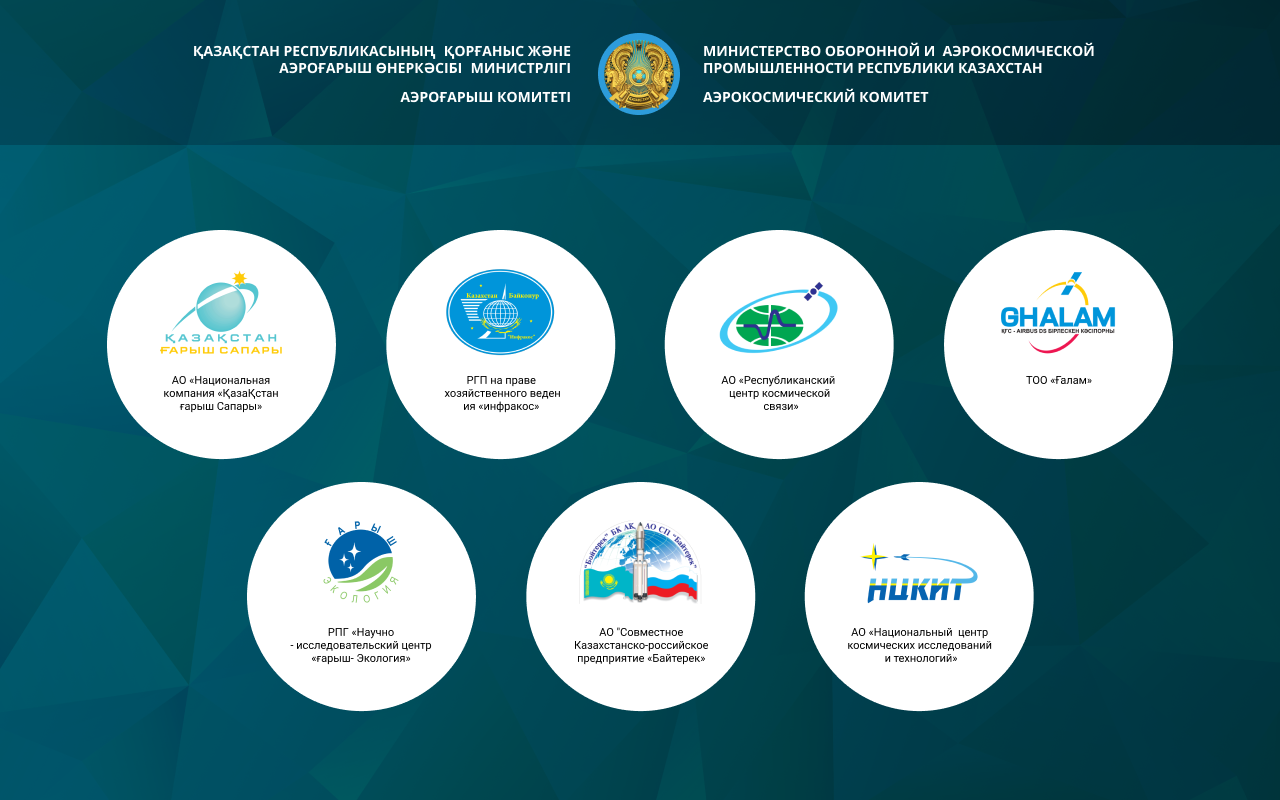 ҚАЗАҚСТАН РЕСПУБЛИКАСЫНЫҢ ҚОРҒАНЫС ЖӘНЕ
АЭРОҒАРЫШ ӨНЕРКӘСІБІ МИНИСТРЛІГІ
АЭРОҒАРЫШ КОМИТЕТІ
МИНИСТЕРСТВО ОБОРОННОЙ И АЭРОКОСМИЧЕСКОЙ
ПРОМЫШЛЕННОСТИ РЕСПУБЛИКИ КАЗАХСТАН
АЭРОКОСМИЧЕСКИЙ КОМИТЕТ
ҚАЗАҚСТАН
ҒАРЫШ САПАРЫ
АО «Национальная
компания «ҚазаҚстан
ғарыш Сапары»
Казахстан Байконур
"Инфракос"
РГП на праве
хозяйственного веден
ия «инфракос»
АО «Республиканский
центр космической
связи»
GHALAM
ҚГС - AIRBUS DS БІРЛЕСКЕН КӘСІПОРНЫ
ТОО «Ғалам»
ҒАРЫШ
ЭКОЛОГИЯ
РПГ «Научно
- исследовательский центр
«ғарыш- Экология»
"Байтерек" БК АҚ АО СП "Байтерек"
АО "Совместное
Казахстанско-российское
предприятие «Байтерек»
НЦКИТ
АО «Национальный центр
космических исследований
и технологий»